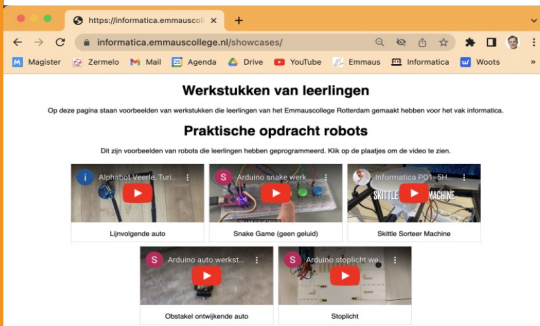 https://informatica.emmauscoll
informatica.emmauscollege.nl/showcases/
Magister Zermelo Mail Agenda Drive YouTube Emmaus Informatica Woots
Werkstukken van leerlingen
Op deze pagina staan voorbeelden van werkstukken die leerlingen van het Emmauscollege Rotterdam gemaakt hebben voor het vak informatica.
Praktische opdracht robots
Dit zijn voorbeelden van robots die leerlingen hebben geprogrammeerd. Klik op de plaatjes om de video te zien.
i Alphabot Veerle, Turi...
S Arduino snake werk...
Informatica PO1- 5H...
SKITTLE MACHINE
Lijnvolgende auto
Snake Game (geen geluid)
Skittle Sorteer Machine
S Arduino auto werkst...
S Arduino stoplicht we...
Obstakel ontwijkende auto
Stoplicht